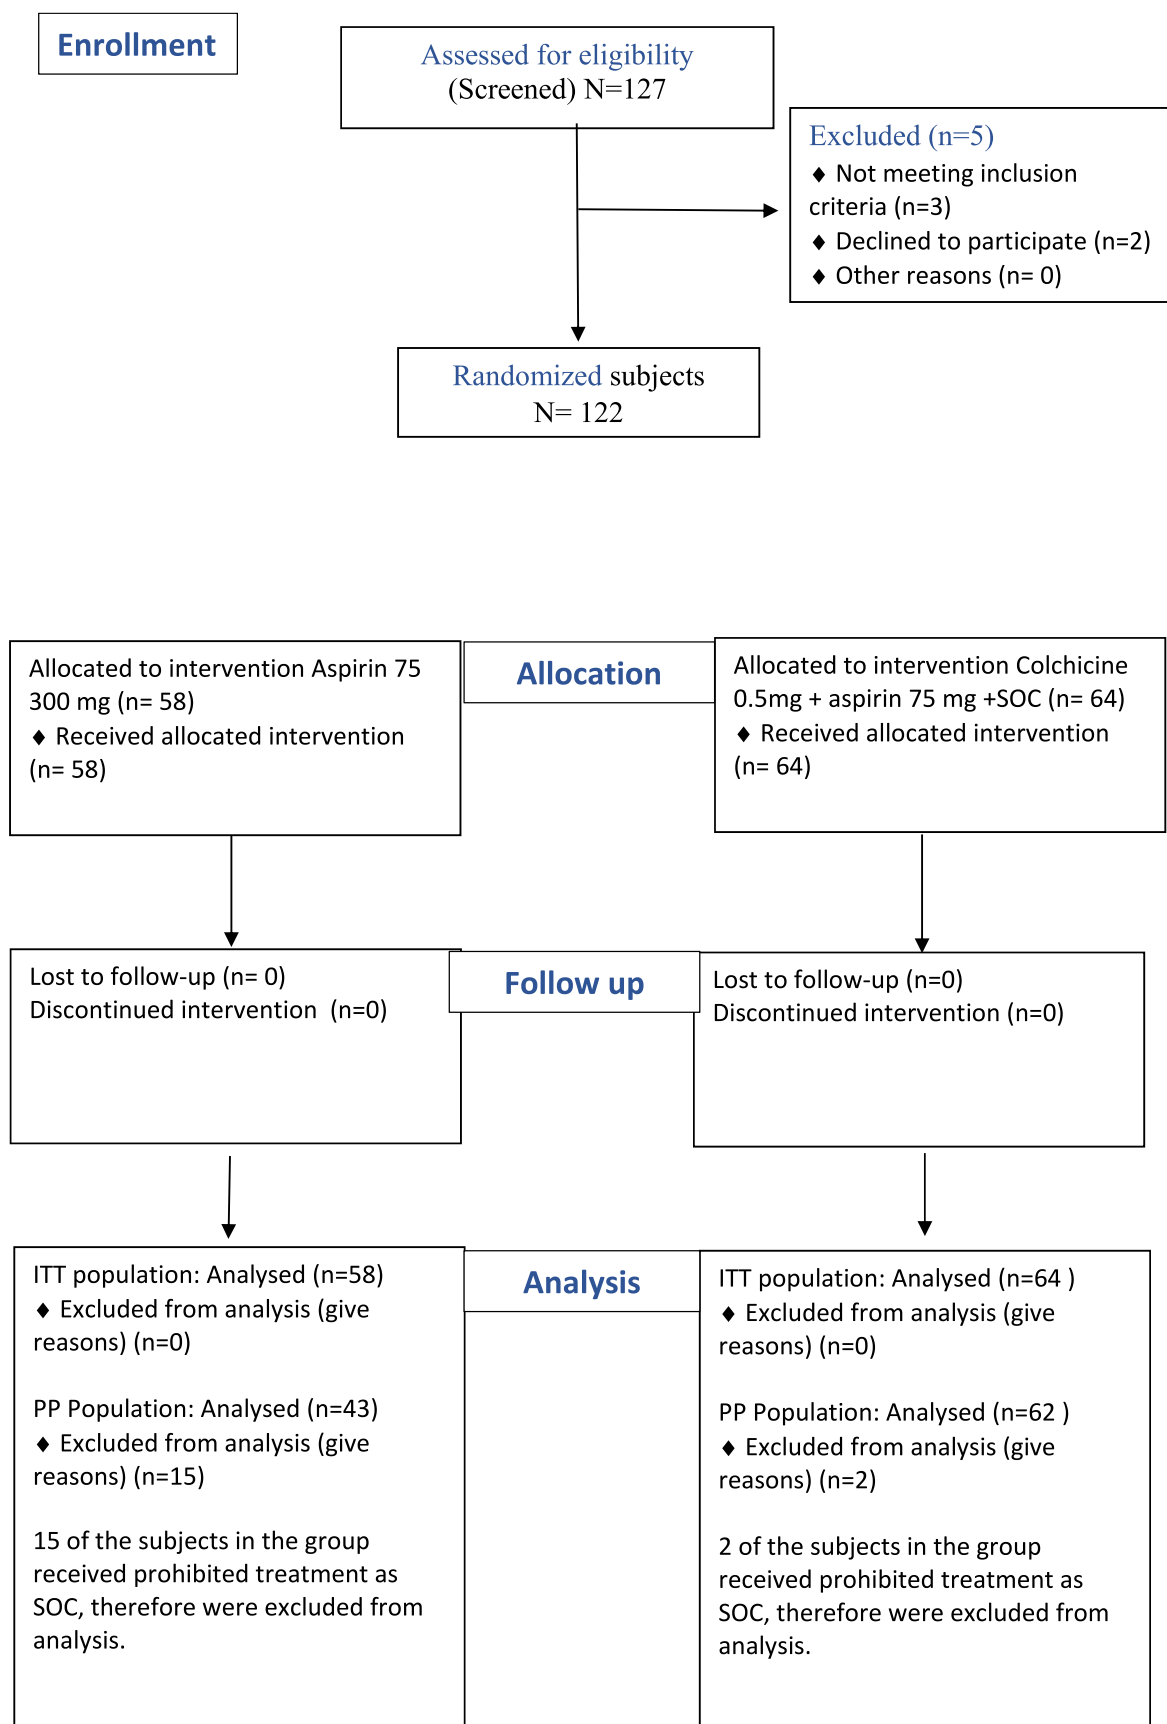 Enrollment
Assessed for eligibility
(Screened) N=127
Excluded (n=5)
♦ Not meeting inclusion
criteria (n=3)
♦ Declined to participate (n=2)
♦ Other reasons (n= 0)
Randomized subjects
N= 122
Allocation
Allocated to intervention Aspirin 75
300 mg (n= 58)
♦ Received allocated intervention
(n= 58)
Allocated to intervention Colchicine
0.5mg + aspirin 75 mg +SOC (n= 64)
♦ Received allocated intervention
(n= 64)
Follow up
Lost to follow-up (n= 0)
Discontinued intervention  (n=0)
Lost to follow-up (n=0)
Discontinued intervention (n=0)
Analysis
ITT population: Analysed (n=58)
♦ Excluded from analysis (give
reasons) (n=0)
PP Population: Analysed (n=43)
♦ Excluded from analysis (give
reasons) (n=15)
15 of the subjects in the group
received prohibited treatment as
SOC, therefore were excluded from
analysis.
ITT population: Analysed (n=64 )
♦ Excluded from analysis (give
reasons) (n=0)
PP Population: Analysed (n=62 )
♦ Excluded from analysis (give
reasons) (n=2)
2 of the subjects in the group
received prohibited treatment as
SOC, therefore were excluded from
analysis.